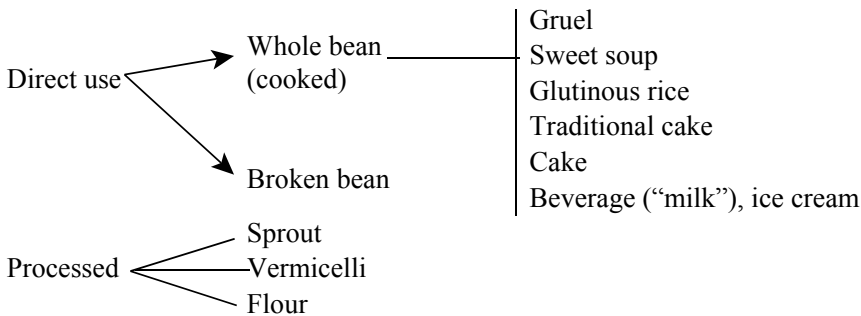 Direct use
Whole bean
(cooked)
Broken bean
Gruel
Sweet soup
Glutinous rice
Traditional cake
Cake
Beverage (“milk”), ice cream
Processed
Sprout
Vermicelli
Flour